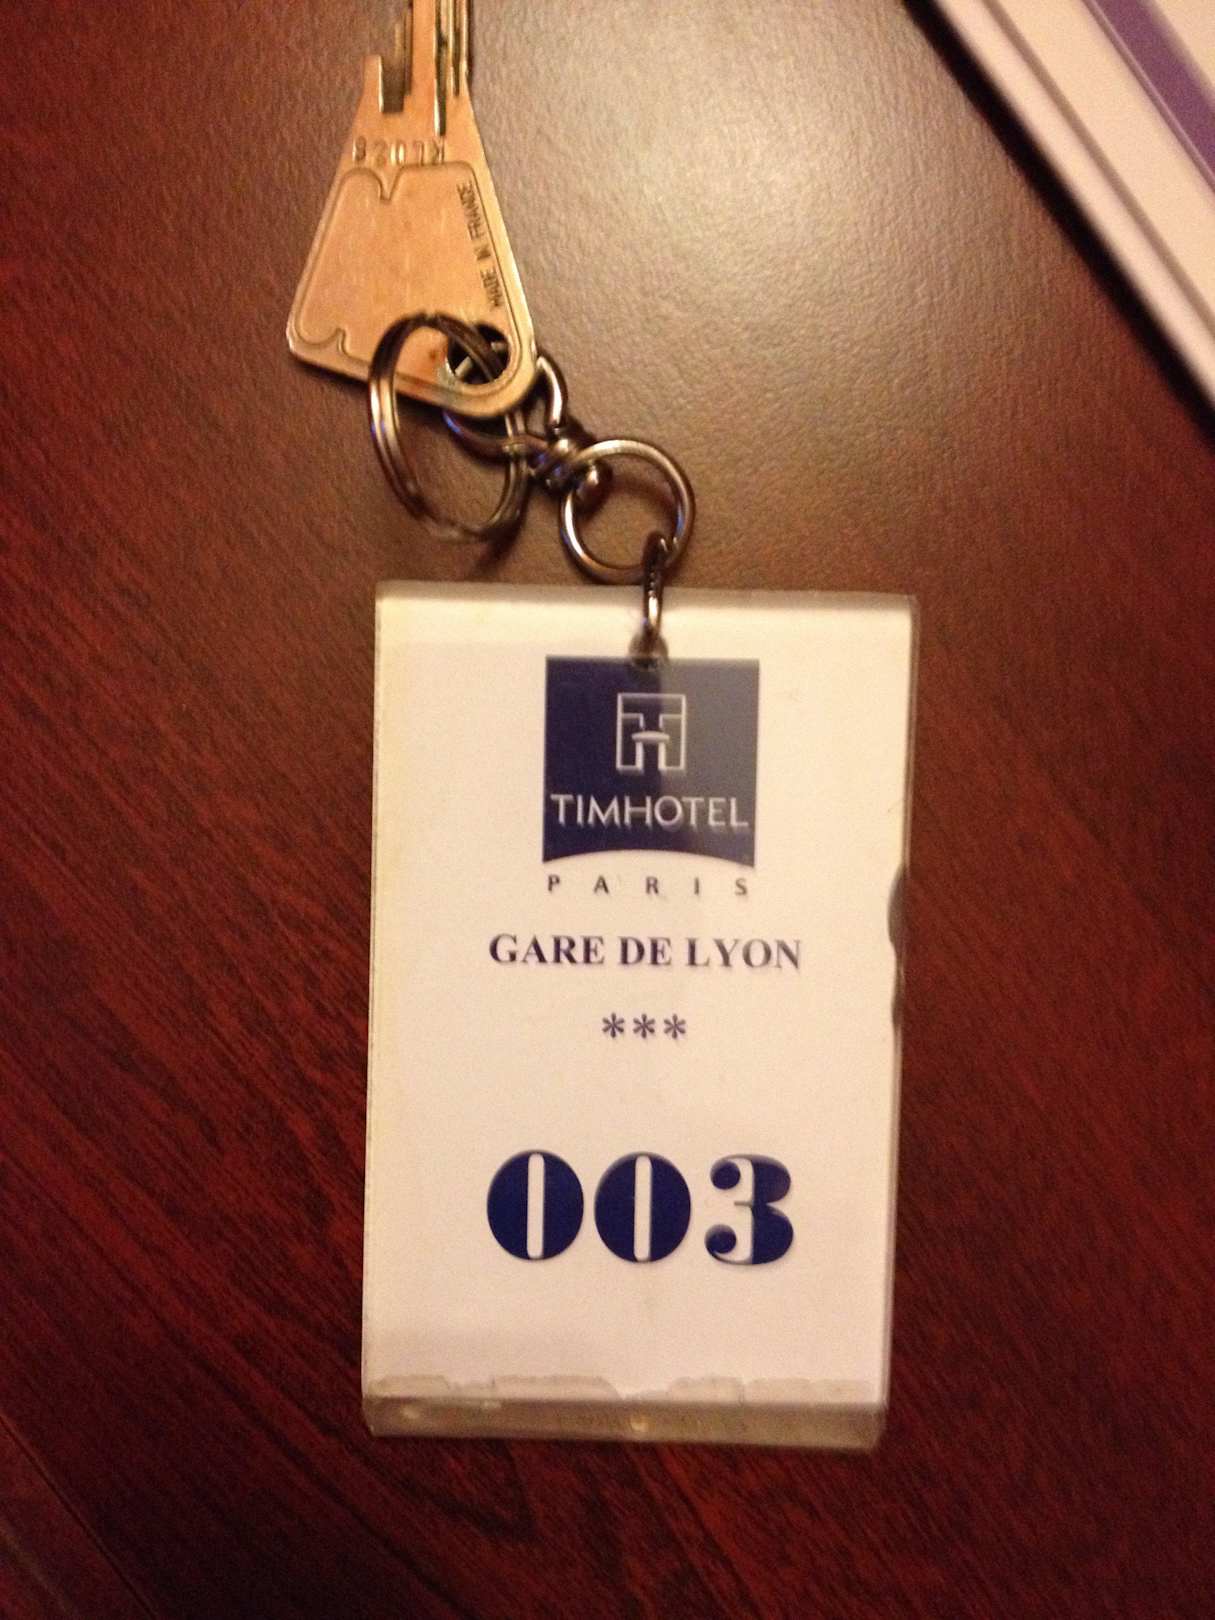 MADE IN FRANCE
TIMHOTEL
PARIS
GARE DE LYON
***
003